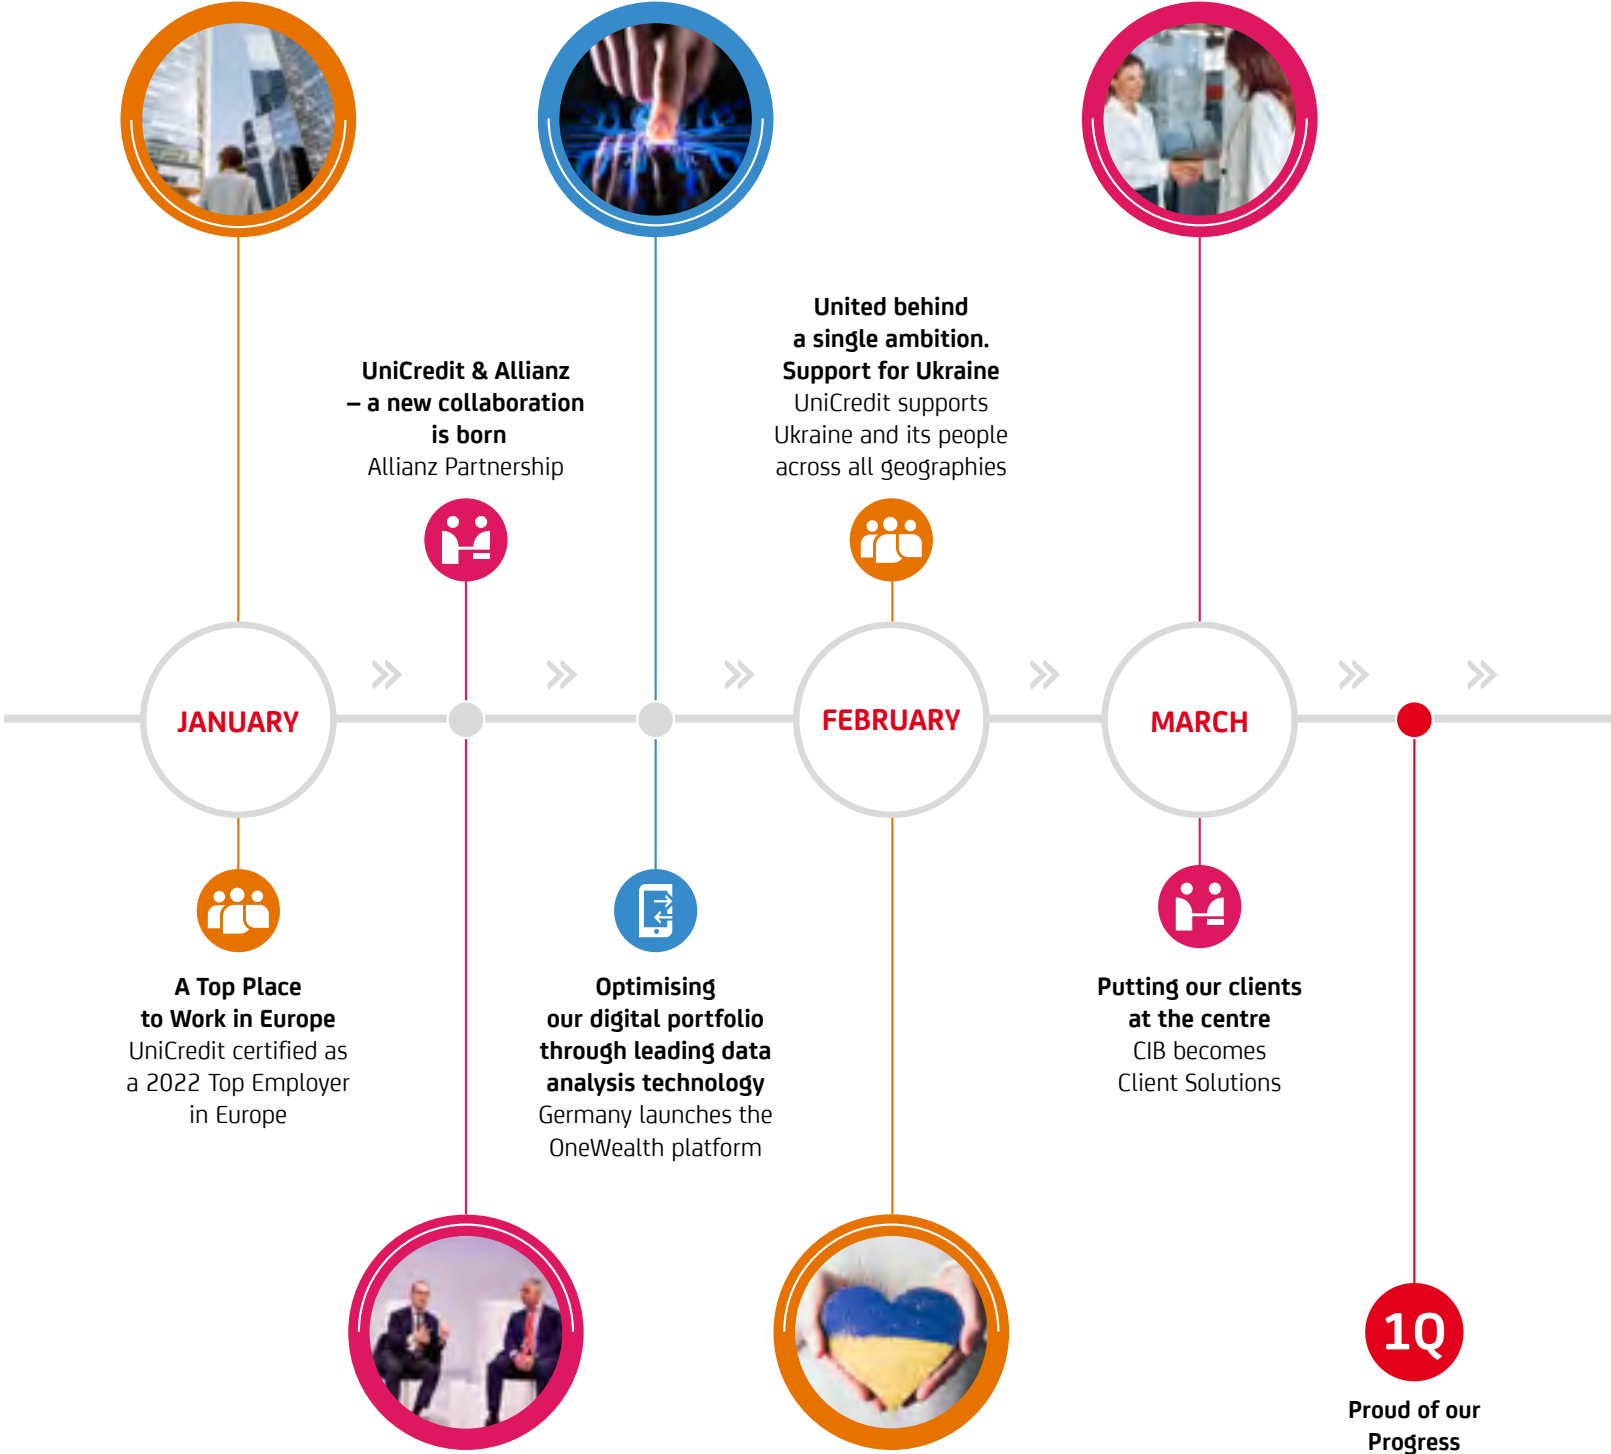 JANUARY
A Top Place
to Work in Europe
UniCredit certified as
a 2022 Top Employer
in Europe
UniCredit & Allianz
– a new collaboration
is born
Allianz Partnership
Optimising
our digital portfolio
through leading data
analysis technology
Germany launches the
OneWealth platform
United behind
a single ambition.
Support for Ukraine
UniCredit supports
Ukraine and its people
across all geographies
FEBRUARY
MARCH
Putting our clients
at the centre
CIB becomes
Client Solutions
1Q
Proud of our
Progress